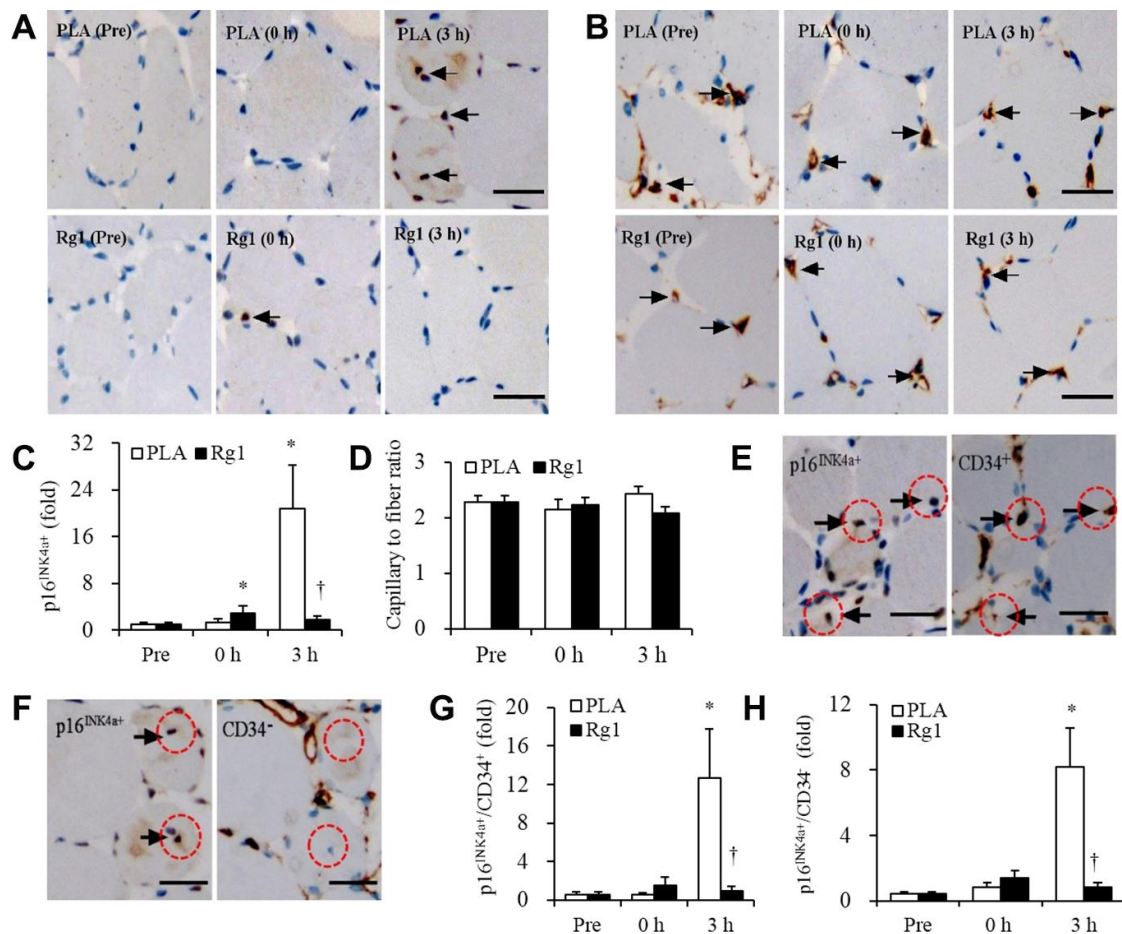 A
PLA (Pre)
PLA (0 h)
PLA (3 h)
Rg1 (Pre)
Rg1 (0 h)
Rg1 (3 h)
B
PLA (Pre)
PLA (0 h)
PLA (3 h)
Rg1 (Pre)
Rg1 (0 h)
Rg1 (3 h)
C
p16INK4a+ (fold)
32
24
16
8
0
PLA
Rg1
*
*
†
Pre
0 h
3 h
D
Capillary to fiber ratio
3
2
1
0
PLA
Rg1
Pre
0 h
3 h
E
p16INK4a+
CD34+
F
p16INK4a+
CD34-
G
p16INK4a+/CD34+ (fold)
20
16
12
8
4
0
PLA
Rg1
*
†
Pre
0 h
3 h
H
p16INK4a+/CD34- (fold)
12
8
4
0
PLA
Rg1
*
†
Pre
0 h
3 h